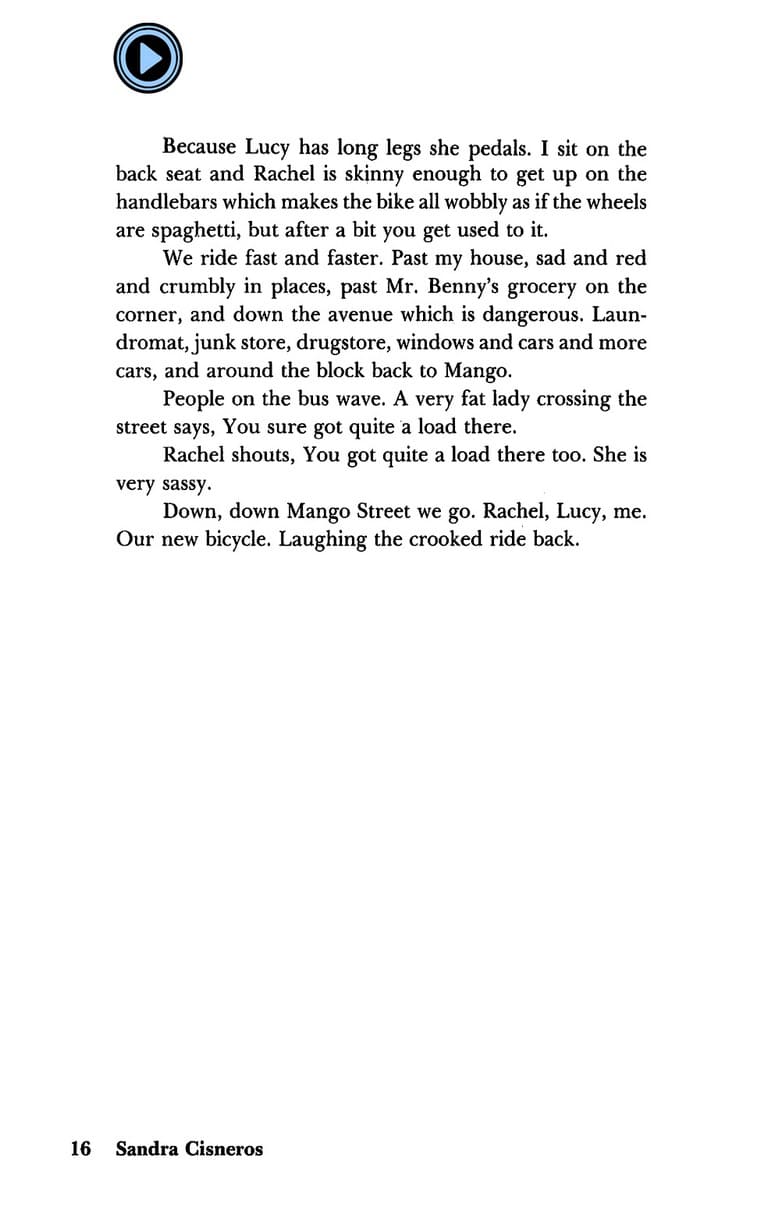 Because Lucy has long legs she pedals. I sit on the
back seat and Rachel is skinny enough to get up on the
handlebars which makes the bike all wobbly as if the wheels
are spaghetti, but after a bit you get used to it.
We ride fast and faster. Past my house, sad and red
and crumbly in places, past Mr. Benny's grocery on the
corner, and down the avenue which is dangerous. Laun-
dromat, junk store, drugstore, windows and cars and more
cars, and around the block back to Mango.
People on the bus wave. A very fat lady crossing the
street says, You sure got quite a load there.
Rachel shouts, You got quite a load there too. She is
very sassy.
Down, down Mango Street we go. Rachel, Lucy, me.
Our new bicycle. Laughing the crooked ride back.
16 Sandra Cisneros